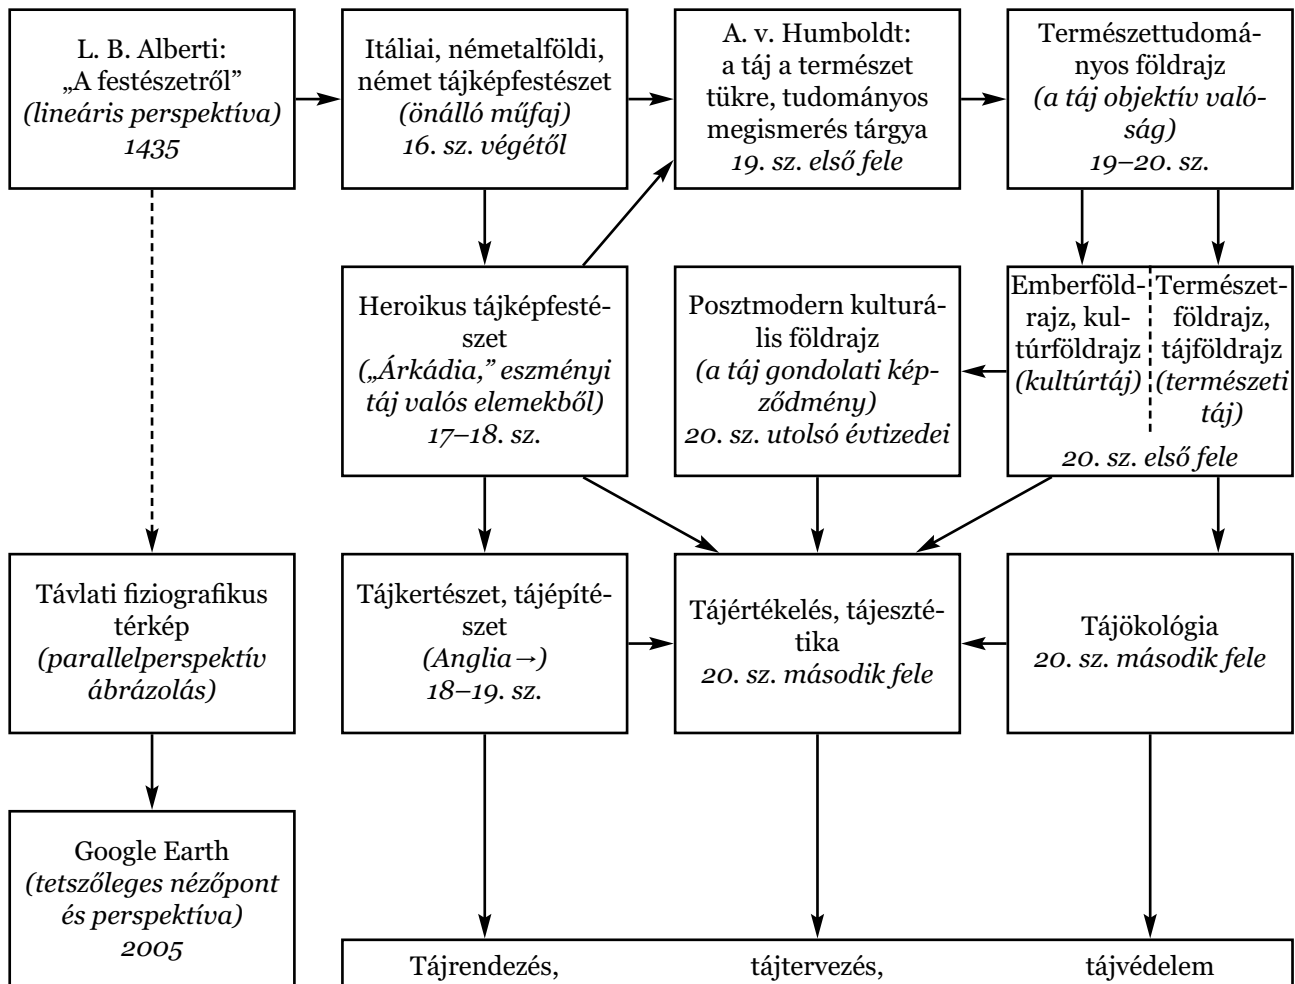 L. B. Alberti:
„A festészetről”
(lineáris perspektíva)
1435
Itáliai, németalföldi,
német tájképfestészet
(önálló műfaj)
16. sz. végétől
A. v. Humboldt:
a táj a természet
tükre, tudományos
megismerés tárgya
19. sz. első fele
Természettudomá-
nyos földrajz
(a táj objektív való-
ság)
19–20. sz.
Heroikus tájképfesté-
szet
(„Árkádia,” eszményi
táj valós elemekből)
17–18. sz.
Posztmodern kulturá-
lis földrajz
(a táj gondolati kép-
ződmény)
20. sz. utolsó évtizedei
Emberföld-
rajz, kul-
túrföldrajz
(kultúrtáj)
Természet-
földrajz,
tájföldrajz
(természeti
táj)
20. sz. első fele
Távlati fiziografikus
térkép
(parallelperspektív
ábrázolás)
Tájkertészet, tájépíté-
szet
(Anglia→)
18–19. sz.
Tájértékelés, tájeszté-
tika
20. sz. második fele
Tájökológia
20. sz. második fele
Google Earth
(tetszőleges nézőpont
és perspektíva)
2005
Tájrendezés, tájtervezés, tájvédelem